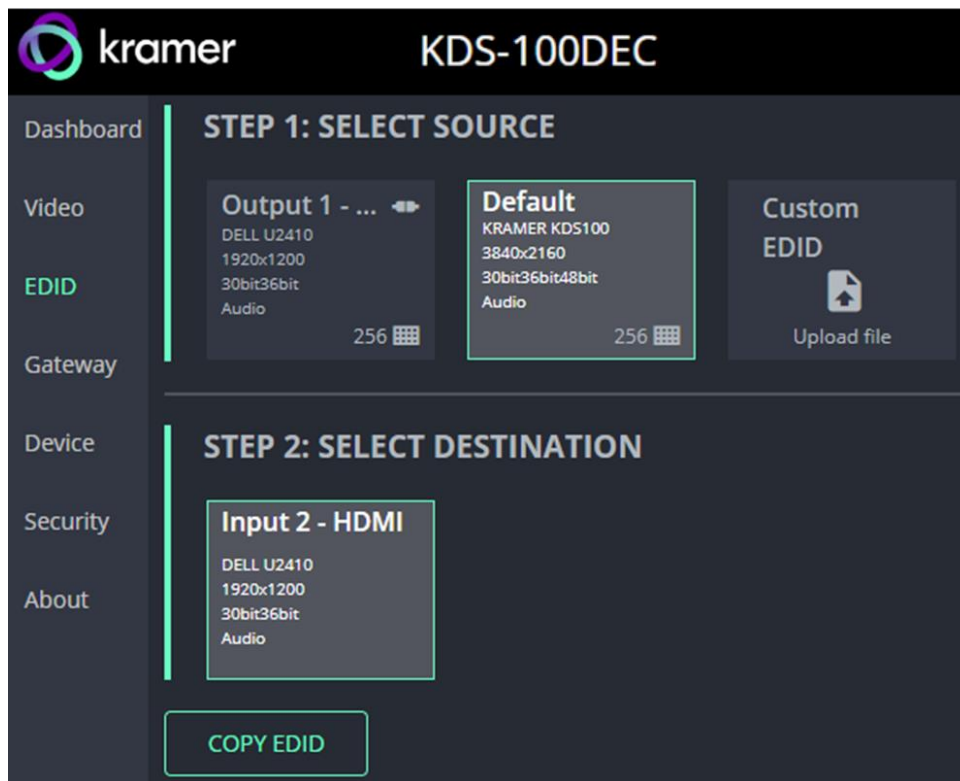 kramer
KDS-100DEC
Dashboard
Video
EDID
Gateway
Device
Security
About
STEP 1: SELECT SOURCE
Output 1 - ...
DELL U2410
1920x1200
30bit36bit
Audio
256
Default
KRAMER KDS100
3840x2160
30bit36bit48bit
Audio
256
Custom
EDID
Upload file
STEP 2: SELECT DESTINATION
Input 2 - HDMI
DELL U2410
1920x1200
30bit36bit
Audio
COPY EDID